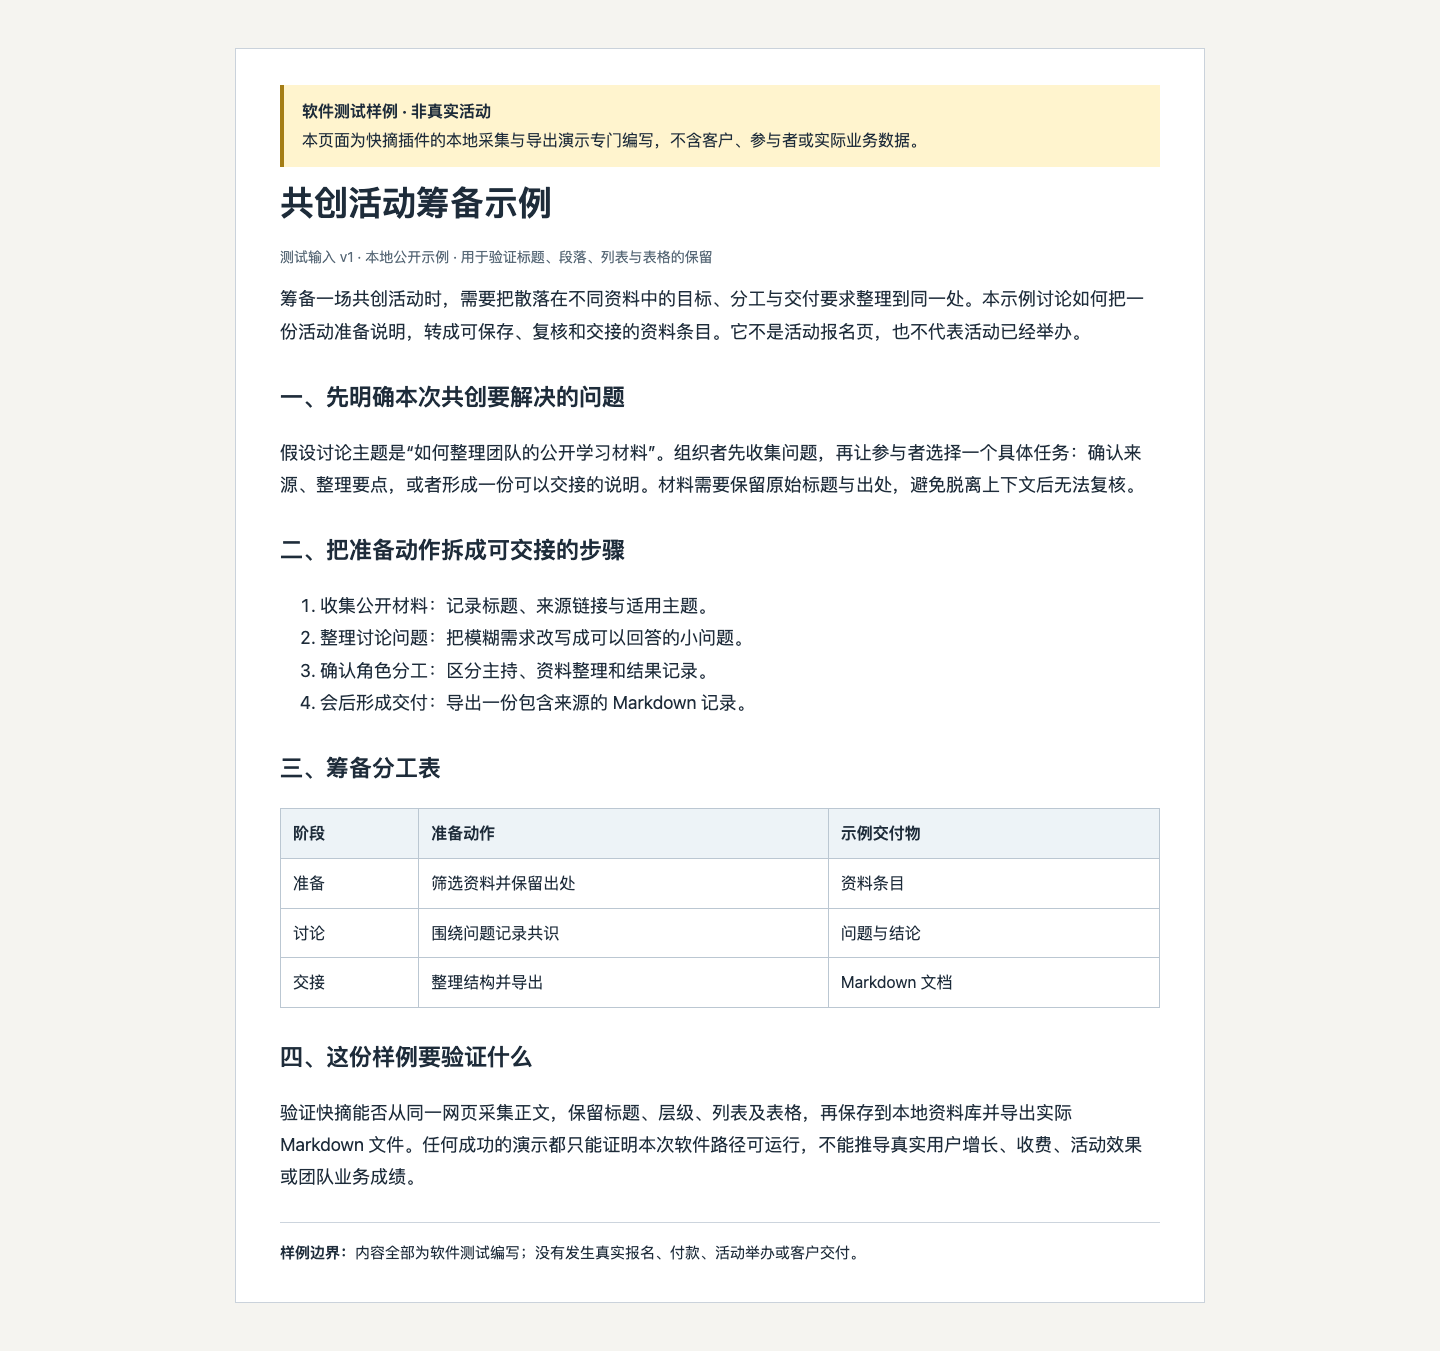 软件测试样例 · 非真实活动
本页面为快摘插件的本地采集与导出演示专门编写，不含客户、参与者或实际业务数据。
共创活动筹备示例
测试输入 v1 · 本地公开示例 · 用于验证标题、段落、列表与表格的保留
筹备一场共创活动时，需要把散落在不同资料中的目标、分工与交付要求整理到同一处。本示例讨论如何把一
份活动准备说明，转成可保存、复核和交接的资料条目。它不是活动报名页，也不代表活动已经举办。
一、先明确本次共创要解决的问题
假设讨论主题是“如何整理团队的公开学习材料”。组织者先收集问题，再让参与者选择一个具体任务：确认来
源、整理要点，或者形成一份可以交接的说明。材料需要保留原始标题与出处，避免脱离上下文后无法复核。
二、把准备动作拆成可交接的步骤
1. 收集公开材料：记录标题、来源链接与适用主题。
2. 整理讨论问题：把模糊需求改写成可以回答的小问题。
3. 确认角色分工：区分主持、资料整理和结果记录。
4. 会后形成交付：导出一份包含来源的 Markdown 记录。
三、筹备分工表
阶段 准备动作 示例交付物
准备 筛选资料并保留出处 资料条目
讨论 围绕问题记录共识 问题与结论
交接 整理结构并导出 Markdown 文档
四、这份样例要验证什么
验证快摘能否从同一网页采集正文，保留标题、层级、列表及表格，再保存到本地资料库并导出实际
Markdown 文件。任何成功的演示都只能证明本次软件路径可运行，不能推导真实用户增长、收费、活动效果
或团队业务成绩。
样例边界：内容全部为软件测试编写；没有发生真实报名、付款、活动举办或客户交付。